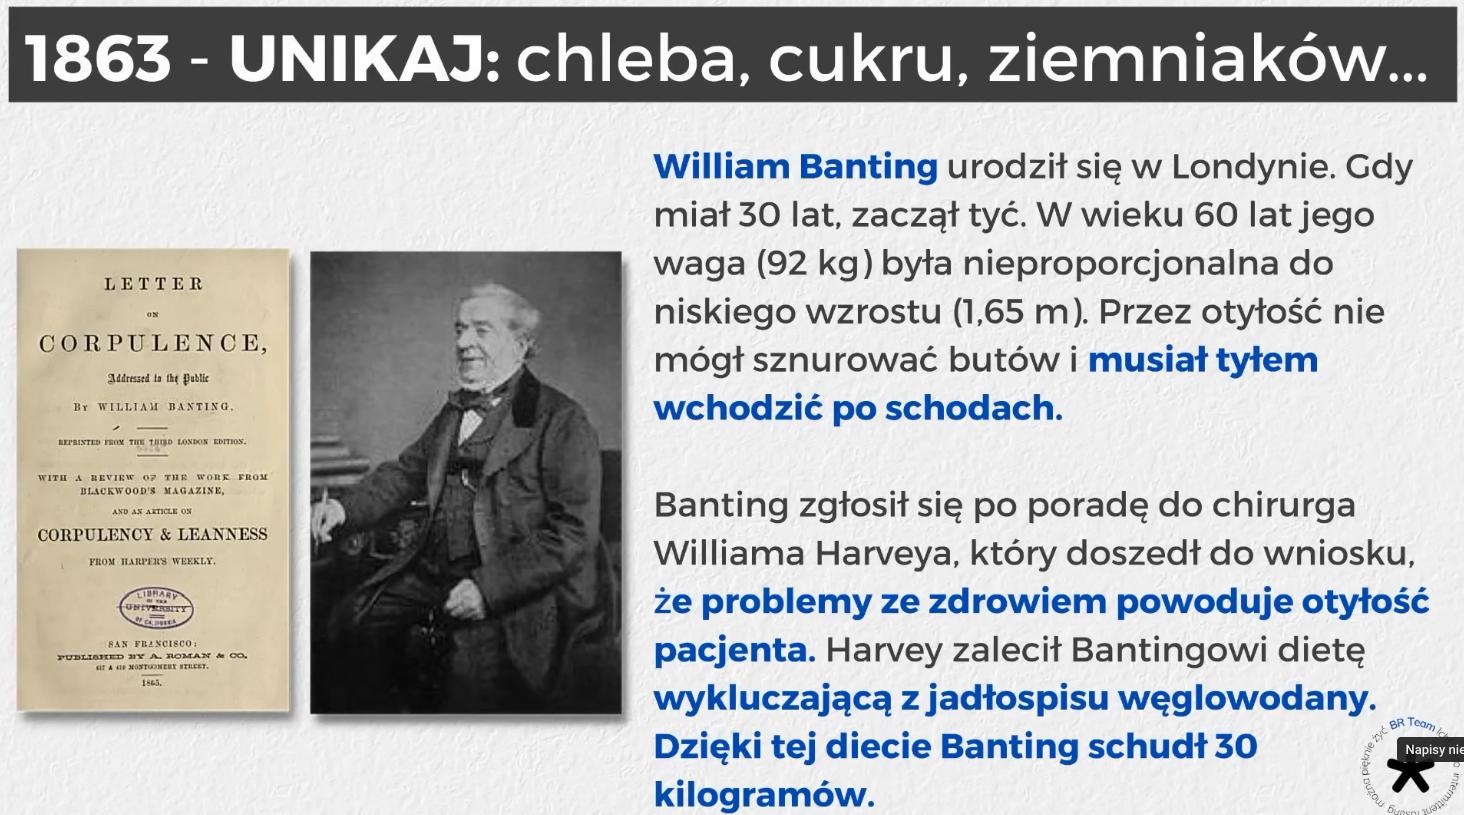 1863 - UNIKAJ: chleba, cukru, ziemniaków...
LETTER
ON
CORPULENCE,
Addressed to the Public
By WILLIAM BANTING.
REPRINTED FROM THE THIRD LONDON EDITION.
WITH A REVIEW OF THE WORK FROM
BLACKWOOD'S MAGAZINE,
AND AN ARTICLE ON
CORPULENCY & LEANNESS
FROM HARPER'S WEEKLY.
LIBRARY
OF THE
UNIVERSITY
OF CALIFORNIA
SAN FRANCISCO:
PUBLISHED BY A. ROMAN & CO.
417 & 419 MONTGOMERY STREET.
1865.
William Banting urodził się w Londynie. Gdy
miał 30 lat, zaczął tyć. W wieku 60 lat jego
waga (92 kg) była nieproporcjonalna do
niskiego wzrostu (1,65 m). Przez otyłość nie
mógł sznurować butów i musiał tyłem
wchodzić po schodach.
Banting zgłosił się po poradę do chirurga
Williama Harveya, który doszedł do wniosku,
że problemy ze zdrowiem powoduje otyłość
pacjenta. Harvey zalecił Bantingowi dietę
wykluczającą z jadłospisu węglowodany.
Dzięki tej diecie Banting schudł 30
kilogramów.
BR Team
Napisy nie
intermittent fasting
można pięknie żyć